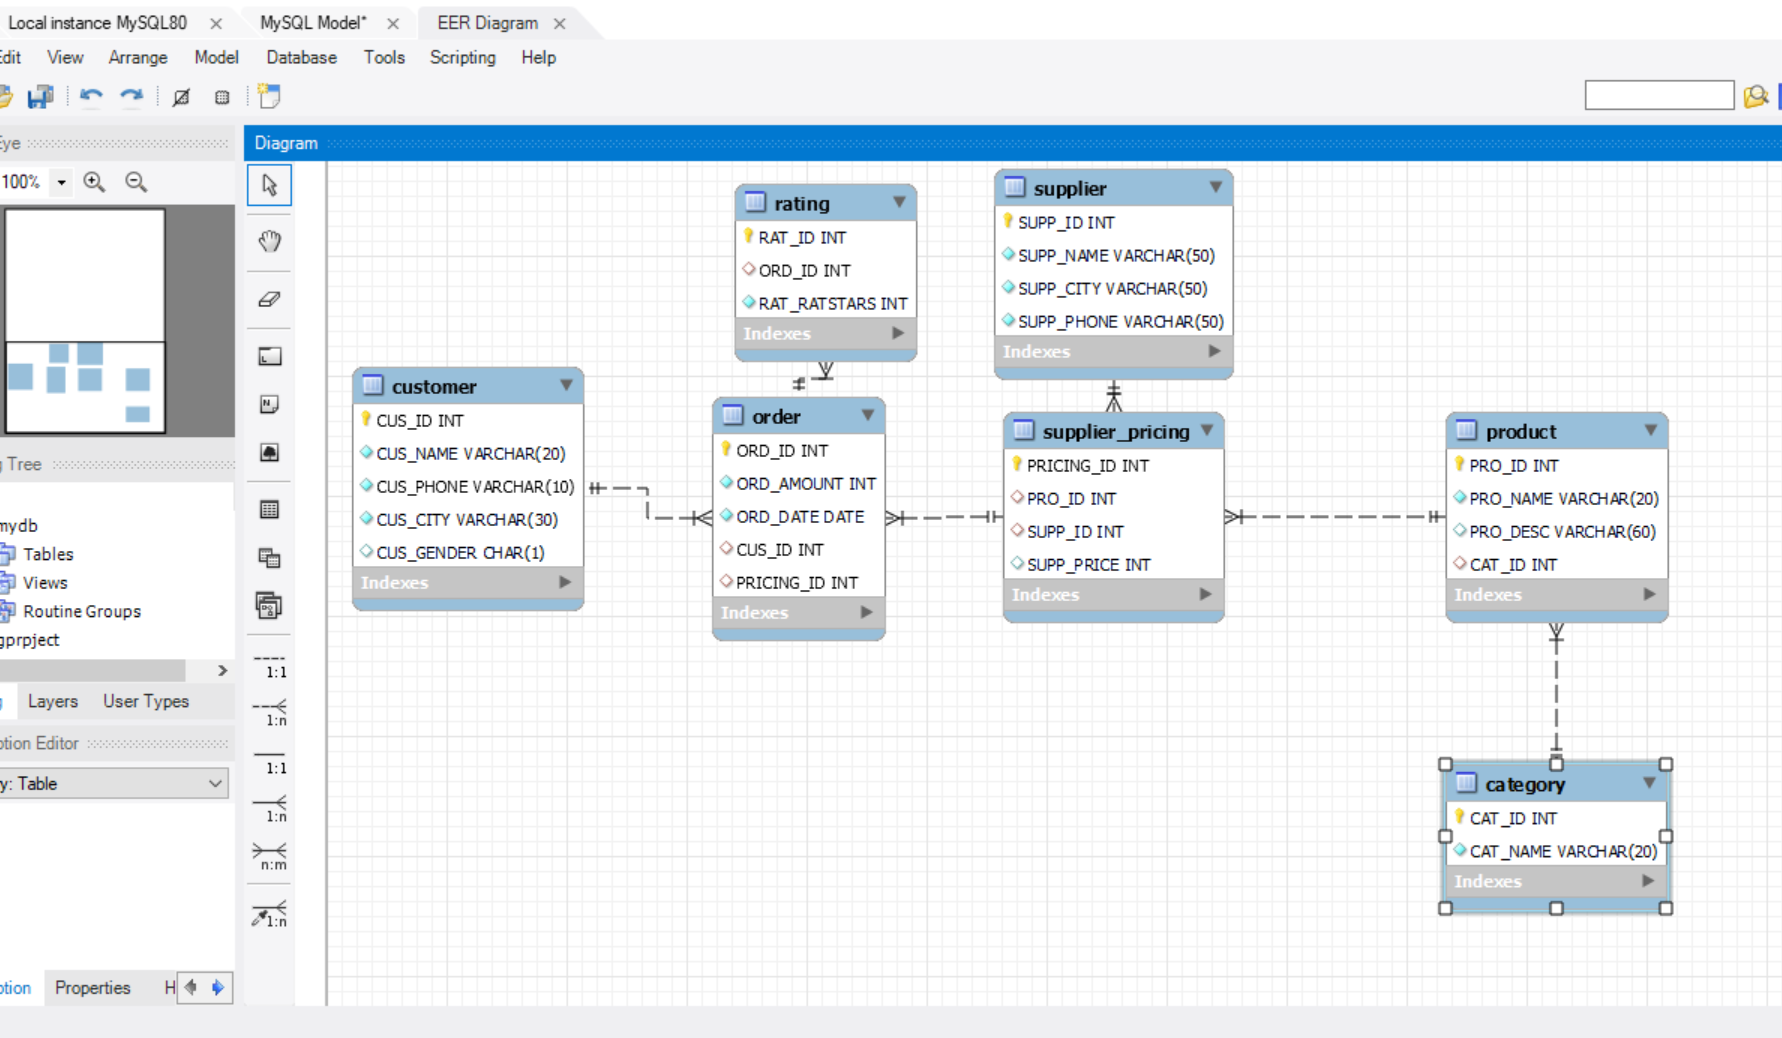 Local instance MySQL80
MySQL Model*
EER Diagram
Edit View Arrange Model Database Tools Scripting Help
Eye
100%
Tree
mydb
Tables
Views
Routine Groups
gprpject
Layers User Types
ption Editor
y: Table
ption Properties H
Diagram
1:1
1:n
1:1
1:n
n:m
1:n
customer
CUS_ID INT
CUS_NAME VARCHAR(20)
CUS_PHONE VARCHAR(10)
CUS_CITY VARCHAR(30)
CUS_GENDER CHAR(1)
Indexes
rating
RAT_ID INT
ORD_ID INT
RAT_RATSTARS INT
Indexes
order
ORD_ID INT
ORD_AMOUNT INT
ORD_DATE DATE
CUS_ID INT
PRICING_ID INT
Indexes
supplier
SUPP_ID INT
SUPP_NAME VARCHAR(50)
SUPP_CITY VARCHAR(50)
SUPP_PHONE VARCHAR(50)
Indexes
supplier_pricing
PRICING_ID INT
PRO_ID INT
SUPP_ID INT
SUPP_PRICE INT
Indexes
product
PRO_ID INT
PRO_NAME VARCHAR(20)
PRO_DESC VARCHAR(60)
CAT_ID INT
Indexes
category
CAT_ID INT
CAT_NAME VARCHAR(20)
Indexes